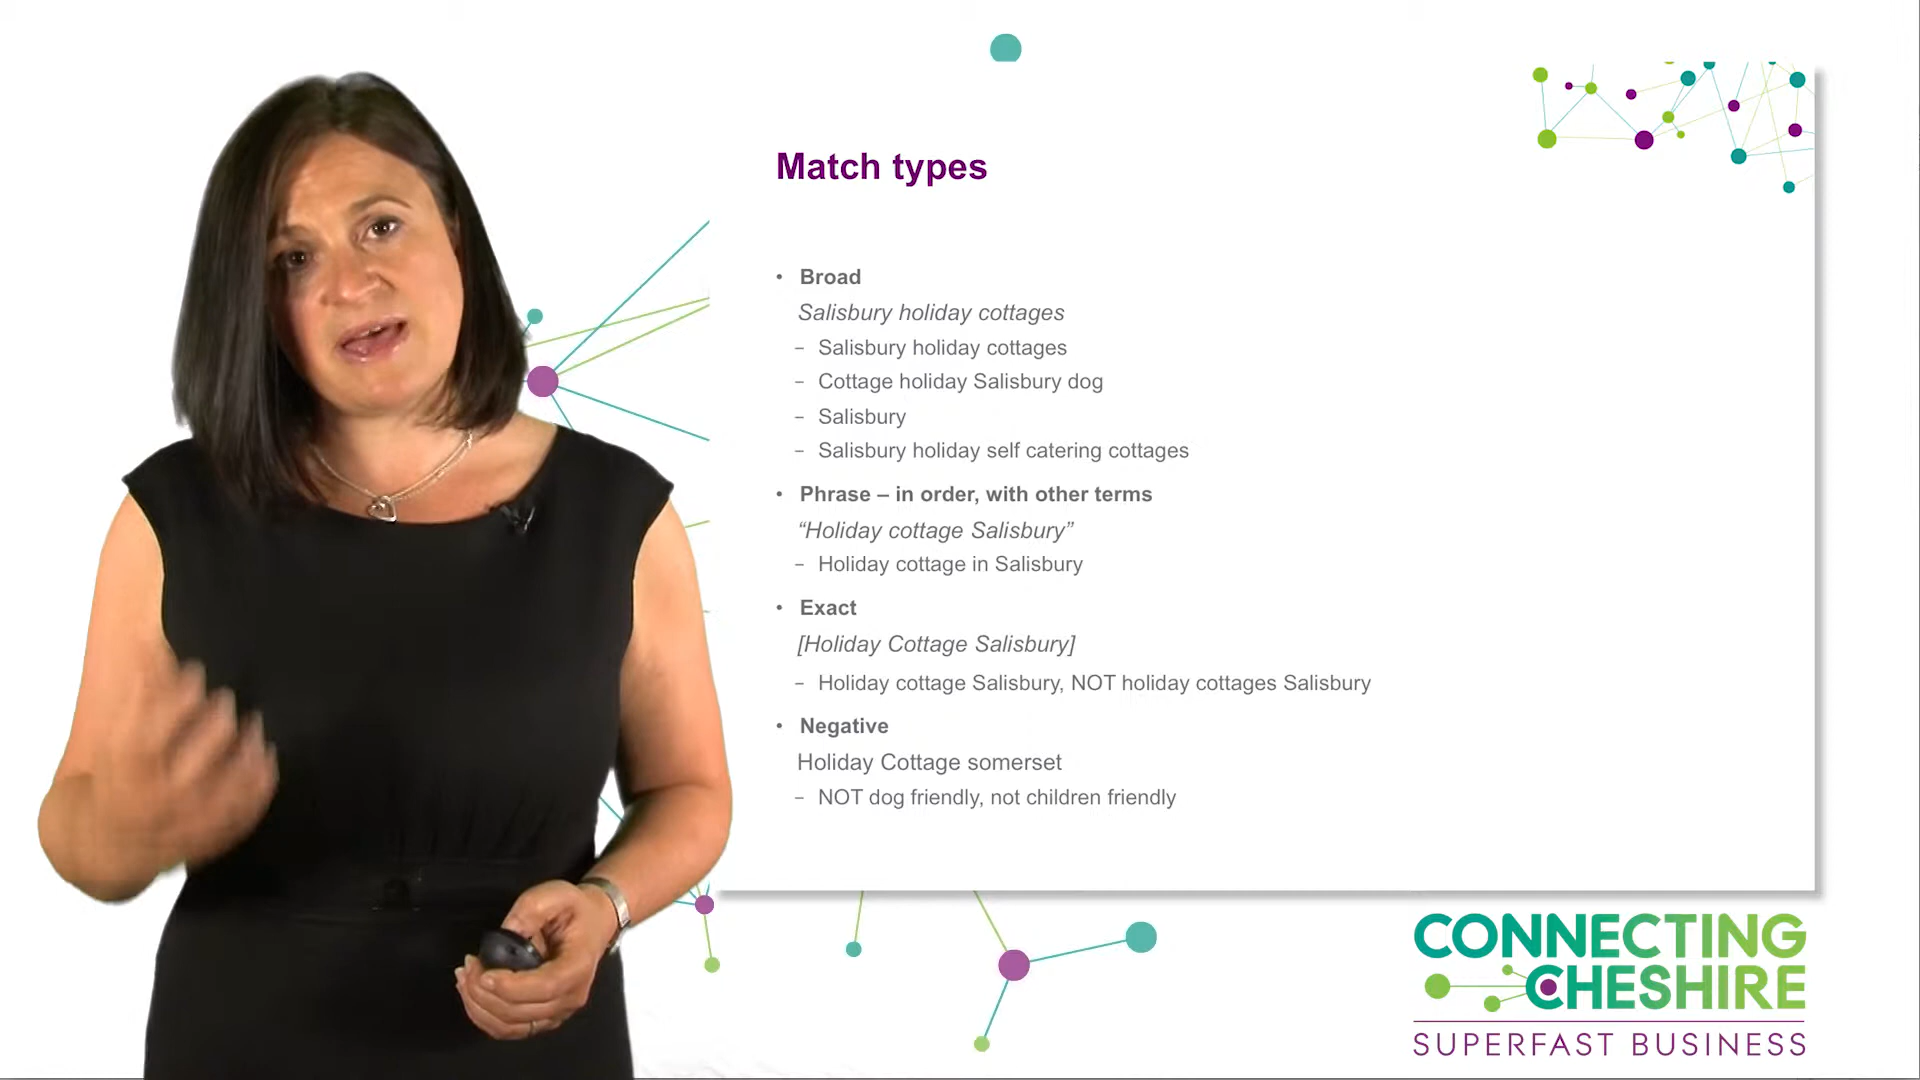 Match types
• Broad
Salisbury holiday cottages
– Salisbury holiday cottages
– Cottage holiday Salisbury dog
– Salisbury
– Salisbury holiday self catering cottages
• Phrase – in order, with other terms
“Holiday cottage Salisbury”
– Holiday cottage in Salisbury
• Exact
[Holiday Cottage Salisbury]
– Holiday cottage Salisbury, NOT holiday cottages Salisbury
• Negative
Holiday Cottage somerset
– NOT dog friendly, not children friendly
CONNECTING
CHESHIRE
SUPERFAST BUSINESS